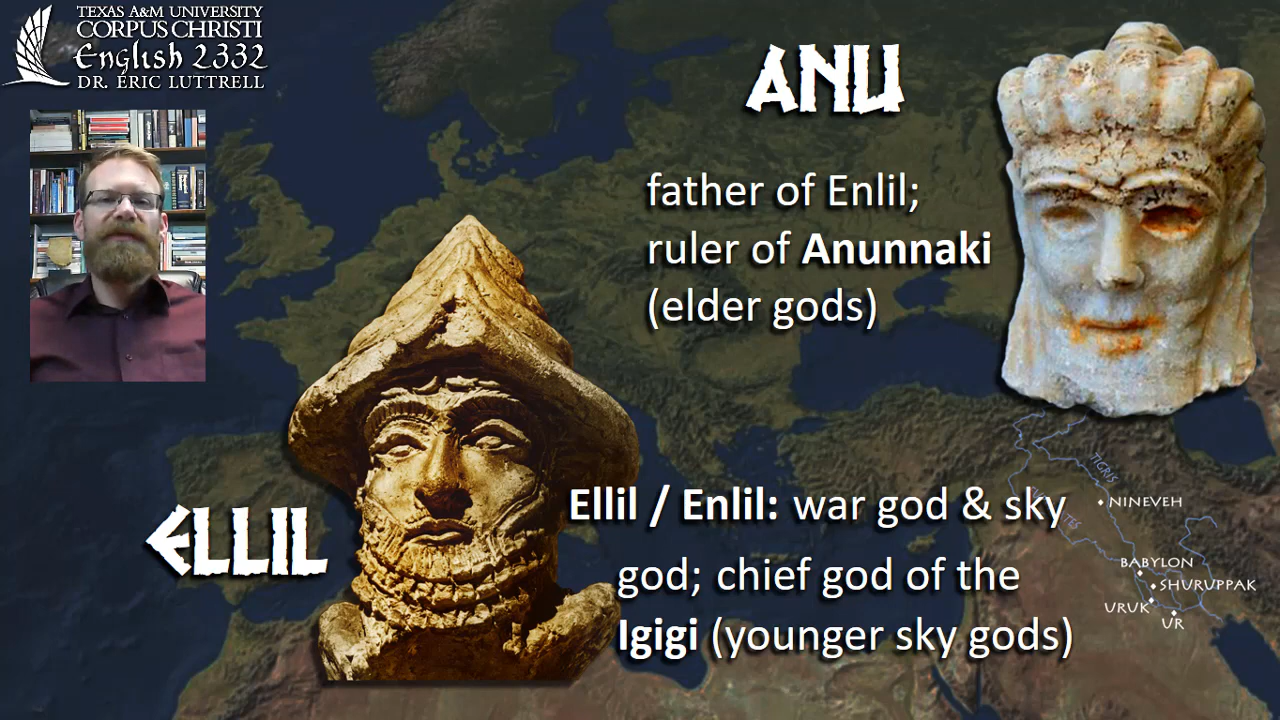 TEXAS A&M UNIVERSITY
CORPUS CHRISTI
English 2332
DR. ERIC LUTTRELL
ANU
father of Enlil;
ruler of Anunnaki
(elder gods)
ELLIL
Ellil / Enlil: war god & sky
god; chief god of the
Igigi (younger sky gods)
TIGRIS
NINEVEH
BABYLON
SHURUPPAK
URUK
UR